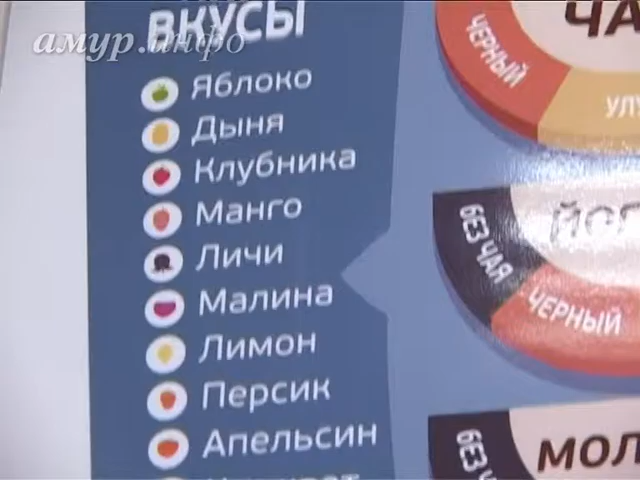 ВКУСЫ
амур.инфо
Яблоко
Дыня
Клубника
Манго
Личи
Малина
Лимон
Персик
Апельсин
ЧЕРНЫЙ
БЕЗ ЧАЯ
ЧЕРНЫЙ